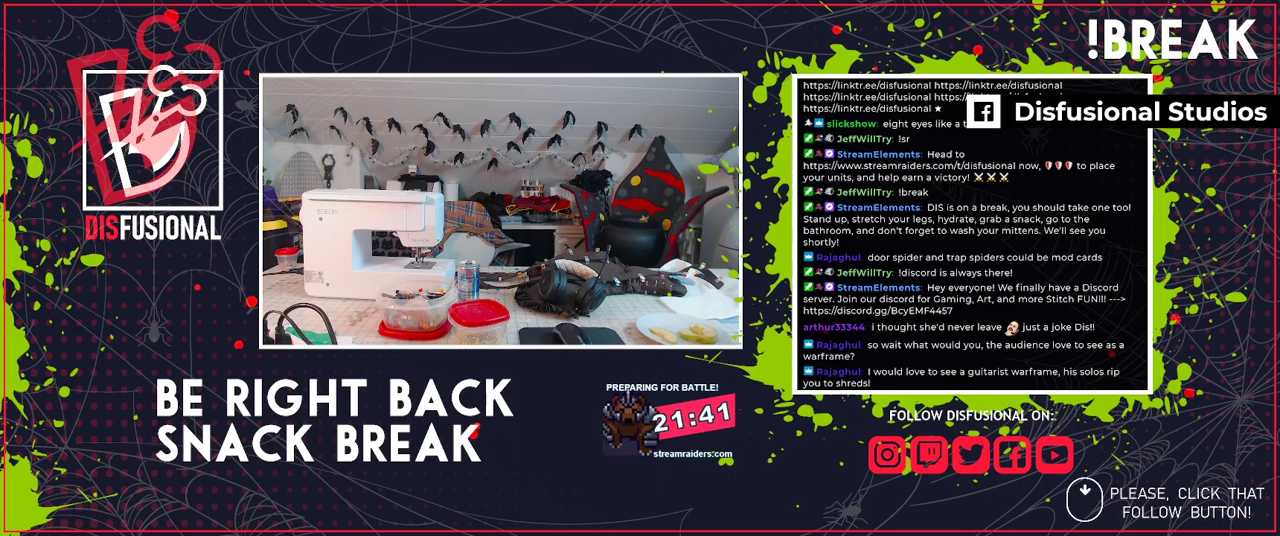 !BREAK
DISFUSIONAL
https://linktr.ee/disfusional https://linktr.ee/disfusional
https://linktr.ee/disfusional
https://linktr.ee/disfusional ★
Disfusional Studios
slickshow: eight eyes like a
JeffWillTry: !sr
StreamElements: Head to
https://www.streamraiders.com/t/disfusional now, to place
your units, and help earn a victory!
JeffWillTry: !break
StreamElements: DIS is on a break, you should take one too!
Stand up, stretch your legs, hydrate, grab a snack, go to the
bathroom, and don't forget to wash your mittens. We'll see you
shortly!
Rajaghul: door spider and trap spiders could be mod cards
JeffWillTry: !discord is always there!
StreamElements: Hey everyone! We finally have a Discord
server. Join our discord for Gaming, Art, and more Stitch FUN!!! --->
https://discord.gg/BcyEMF4457
arthur33344: i thought she'd never leave just a joke Dis!!
Rajaghul: so wait what would you, the audience love to see as a
warframe?
Rajaghul: I would love to see a guitarist warframe, his solos rip
you to shreds!
BE RIGHT BACK
SNACK BREAK
PREPARING FOR BATTLE!
21:41
streamraiders.com
FOLLOW DISFUSIONAL ON:
PLEASE, CLICK THAT
FOLLOW BUTTON!